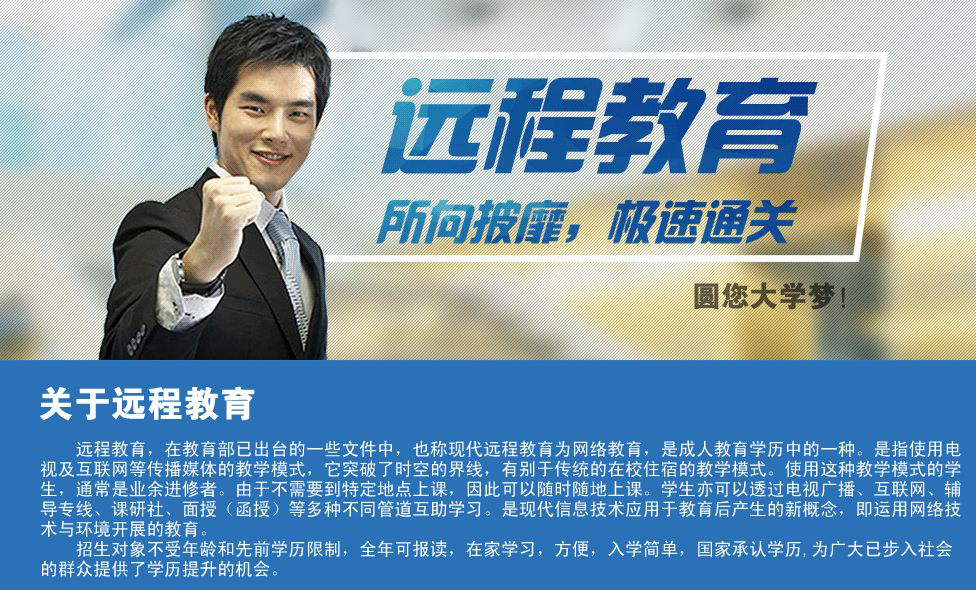 远程教育
所向披靡，极速通关
圆您大学梦!
关于远程教育
远程教育，在教育部已出台的一些文件中，也称现代远程教育为网络教育，是成人教育学历中的一种。是指使用电
视及互联网等传播媒体的教学模式，它突破了时空的界线，有别于传统的在校住宿的教学模式。使用这种教学模式的学
生，通常是业余进修者。由于不需要到特定地点上课，因此可以随时随地上课。学生亦可以透过电视广播、互联网、辅
导专线、课研社、面授（函授）等多种不同管道互助学习。是现代信息技术应用于教育后产生的新概念，即运用网络技
术与环境开展的教育。
招生对象不受年龄和先前学历限制，全年可报读，在家学习，方便，入学简单，国家承认学历,为广大已步入社会
的群众提供了学历提升的机会。